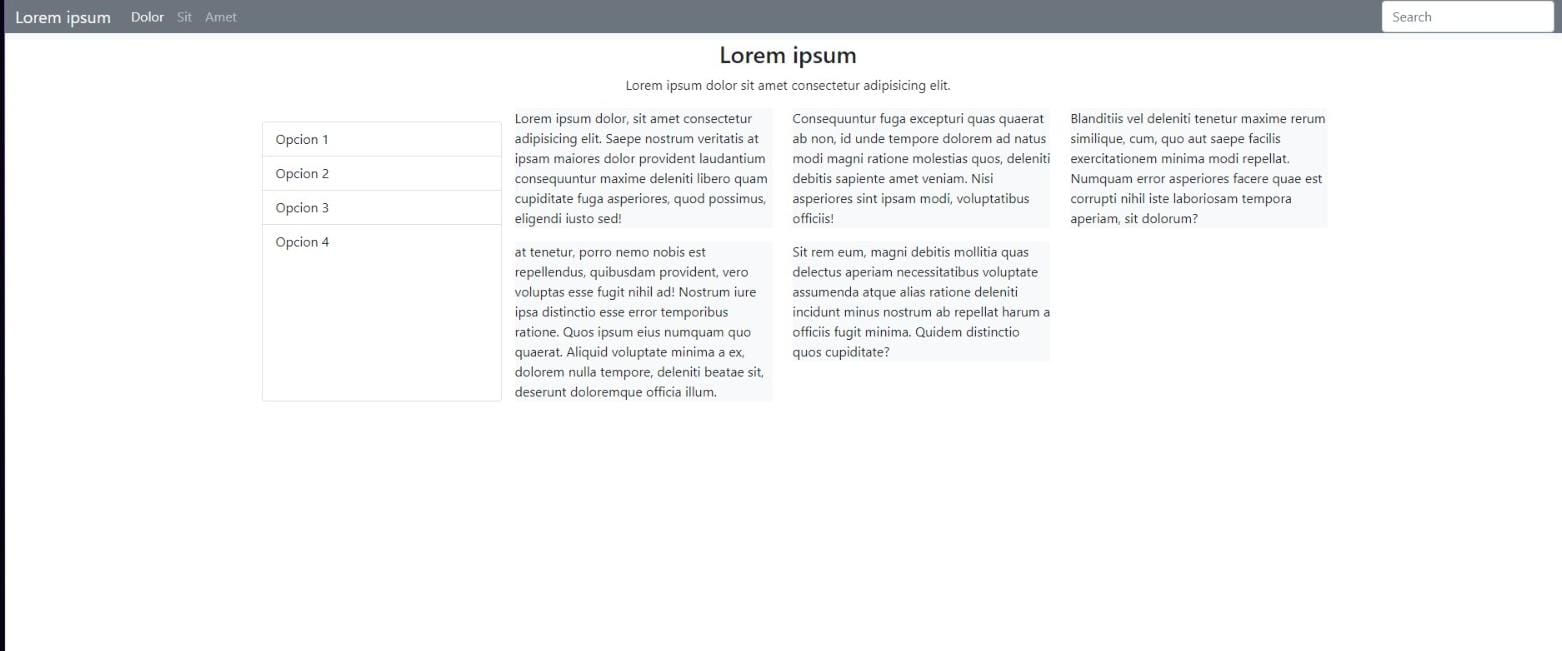 Lorem ipsum Dolor Sit Amet Search
Lorem ipsum
Lorem ipsum dolor sit amet consectetur adipisicing elit.
Opcion 1
Opcion 2
Opcion 3
Opcion 4
Lorem ipsum dolor, sit amet consectetur
adipisicing elit. Saepe nostrum veritatis at
ipsam maiores dolor provident laudantium
consequuntur maxime deleniti libero quam
cupiditate fuga asperiores, quod possimus,
eligendi iusto sed!
Consequuntur fuga excepturi quas quaerat
ab non, id unde tempore dolorem ad natus
modi magni ratione molestias quos, deleniti
debitis sapiente amet veniam. Nisi
asperiores sint ipsam modi, voluptatibus
officiis!
Blanditiis vel deleniti tenetur maxime rerum
similique, cum, quo aut saepe facilis
exercitationem minima modi repellat.
Numquam error asperiores facere quae est
corrupti nihil iste laboriosam tempora
aperiam, sit dolorum?
at tenetur, porro nemo nobis est
repellendus, quibusdam provident, vero
voluptas esse fugit nihil ad! Nostrum iure
ipsa distinctio esse error temporibus
ratione. Quos ipsum eius numquam quo
quaerat. Aliquid voluptate minima a ex,
dolorem nulla tempore, deleniti beatae sit,
deserunt doloremque officia illum.
Sit rem eum, magni debitis mollitia quas
delectus aperiam necessitatibus voluptate
assumenda atque alias ratione deleniti
incidunt minus nostrum ab repellat harum a
officiis fugit minima. Quidem distinctio
quos cupiditate?